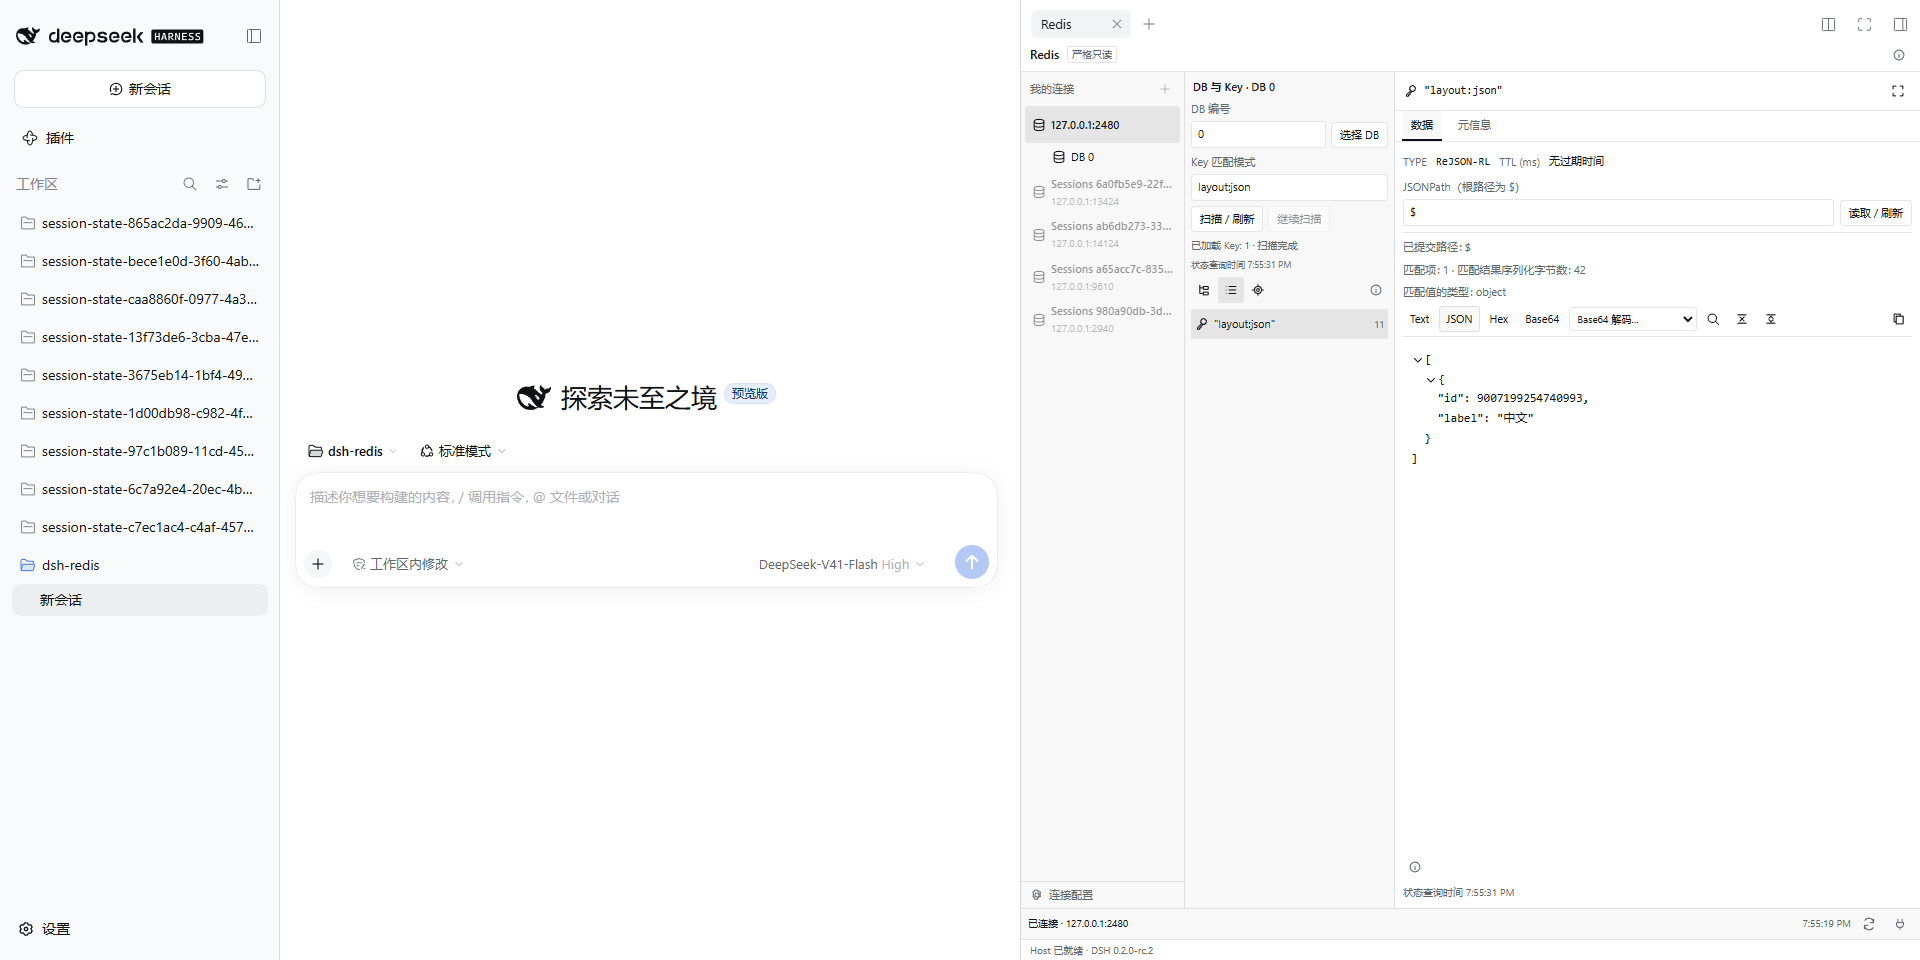 deepseek HARNESS
新会话
插件
工作区
session-state-865ac2da-9909-46...
session-state-bece1e0d-3f60-4ab...
session-state-caa8860f-0977-4a3...
session-state-13f73de6-3cba-47e...
session-state-3675eb14-1bf4-49...
session-state-1d00db98-c982-4f...
session-state-97c1b089-11cd-45...
session-state-6c7a92e4-20ec-4b...
session-state-c7ec1ac4-c4af-457...
dsh-redis
新会话
设置
探索未至之境 预览版
dsh-redis 标准模式
描述你想要构建的内容, / 调用指令, @ 文件或对话
工作区内修改 DeepSeek-V41-Flash High
Redis
Redis 严格只读
我的连接
127.0.0.1:2480
DB 0
Sessions 6a0fb5e9-22f...
127.0.0.1:13424
Sessions ab6db273-33...
127.0.0.1:14124
Sessions a65acc7c-835...
127.0.0.1:9610
Sessions 980a90db-3d...
127.0.0.1:2940
连接配置
DB 与 Key · DB 0
DB 编号
0 选择 DB
Key 匹配模式
layout:json
扫描 / 刷新 继续扫描
已加载 Key: 1 · 扫描完成
状态查询时间 7:55:31 PM
"layout:json" 11
"layout:json"
数据 元信息
TYPE ReJSON-RL TTL (ms) 无过期时间
JSONPath (根路径为 $)
$ 读取 / 刷新
已提交路径: $
匹配项: 1 · 匹配结果序列化字节数: 42
匹配值的类型: object
Text JSON Hex Base64 Base64 解码...
[
{
"id": 9007199254740993,
"label": "中文"
}
]
状态查询时间 7:55:31 PM
已连接 · 127.0.0.1:2480 7:55:19 PM
Host 已就绪 · DSH 0.2.0-rc.2